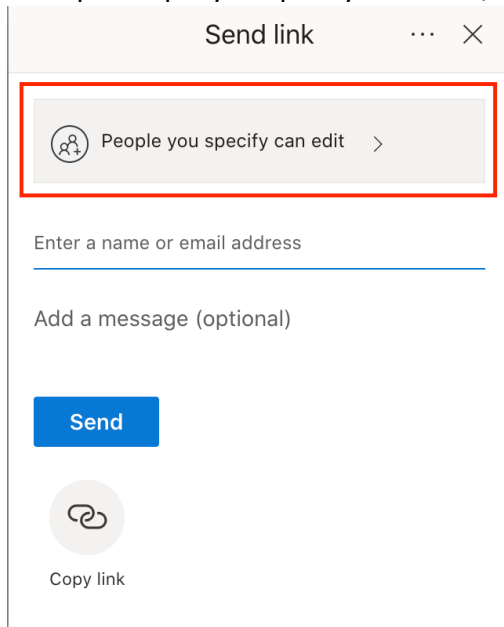 Send link
People you specify can edit
Enter a name or email address
Add a message (optional)
Send
Copy link